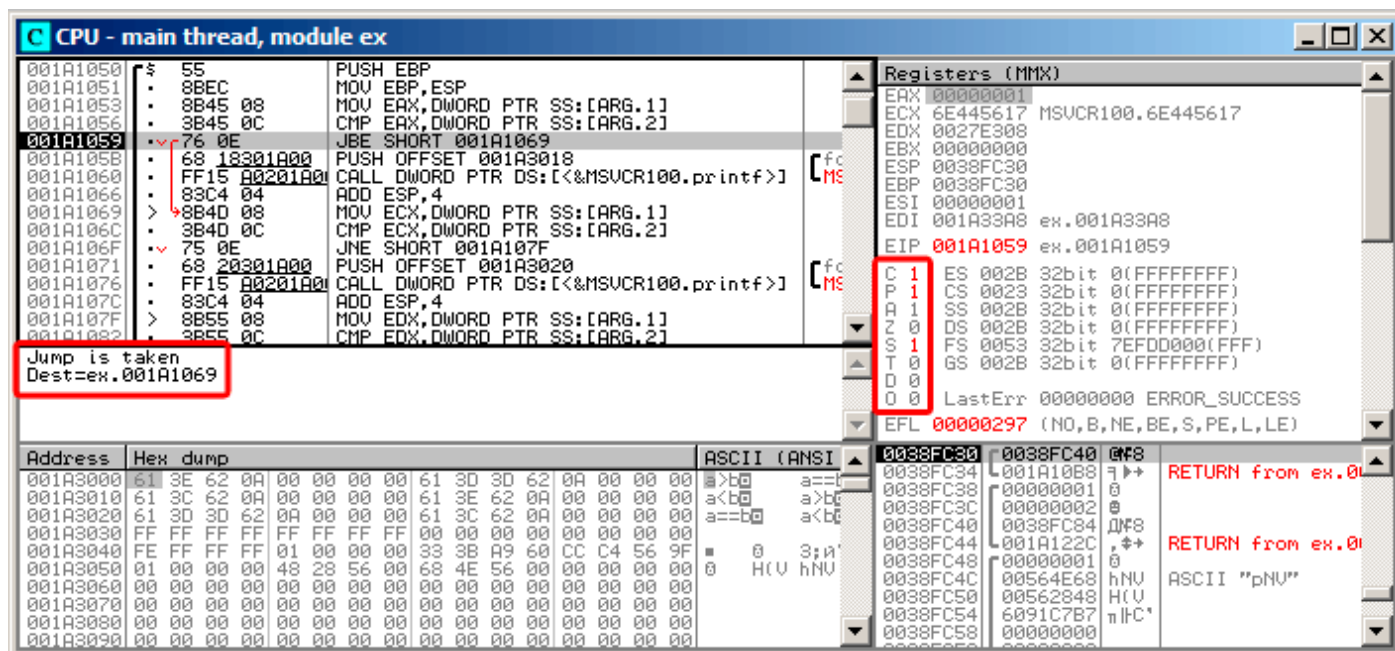 C CPU - main thread, module ex
001A1050 $ 55 PUSH EBP
001A1051 . 8BEC MOV EBP,ESP
001A1053 . 8B45 08 MOV EAX,DWORD PTR SS:[ARG.1]
001A1056 . 3B45 0C CMP EAX,DWORD PTR SS:[ARG.2]
001A1059 . 76 0E JBE SHORT 001A1069
001A105B . 68 18301A00 PUSH OFFSET 001A3018
001A1060 . FF15 A0201A00 CALL DWORD PTR DS:[<&MSVCR100.printf>]
001A1066 . 83C4 04 ADD ESP,4
001A1069 > 8B4D 08 MOV ECX,DWORD PTR SS:[ARG.1]
001A106C . 3B4D 0C CMP ECX,DWORD PTR SS:[ARG.2]
001A106F . 75 0E JNE SHORT 001A107F
001A1071 . 68 20301A00 PUSH OFFSET 001A3020
001A1076 . FF15 A0201A00 CALL DWORD PTR DS:[<&MSVCR100.printf>]
001A107C . 83C4 04 ADD ESP,4
001A107F > 8B55 08 MOV EDX,DWORD PTR SS:[ARG.1]
001A1082 . 3B55 0C CMP EDX,DWORD PTR SS:[ARG.2]
Jump is taken
Dest=ex.001A1069
Registers (MMX)
EAX 00000001
ECX 6E445617 MSVCR100.6E445617
EDX 0027E308
EBX 00000000
ESP 0038FC30
EBP 0038FC30
ESI 00000001
EDI 001A33A8 ex.001A33A8
EIP 001A1059 ex.001A1059
C 1 ES 002B 32bit 0(FFFFFFFF)
P 1 CS 0023 32bit 0(FFFFFFFF)
A 1 SS 002B 32bit 0(FFFFFFFF)
Z 0 DS 002B 32bit 0(FFFFFFFF)
S 1 FS 0053 32bit 7EFDD000(FFF)
T 0 GS 002B 32bit 0(FFFFFFFF)
D 0
O 0 LastErr 00000000 ERROR_SUCCESS
EFL 00000297 (NO,B,NE,BE,S,PE,L,LE)
Address Hex dump ASCII (ANSI
001A3000 61 3E 62 0A 00 00 00 00 61 3D 3D 62 0A 00 00 00 a>b a==b
001A3010 61 3C 62 0A 00 00 00 00 61 3E 62 0A 00 00 00 00 a<b a>b
001A3020 61 3D 3D 62 0A 00 00 00 61 3C 62 0A 00 00 00 00 a==b a<b
001A3030 FF FF FF FF FF FF FF FF 00 00 00 00 00 00 00 00
001A3040 FE FF FF FF 01 00 00 00 33 3B A9 60 CC C4 56 9F
001A3050 01 00 00 00 48 28 56 00 68 4E 56 00 00 00 00 00 H(V hNV
001A3060 00 00 00 00 00 00 00 00 00 00 00 00 00 00 00 00
001A3070 00 00 00 00 00 00 00 00 00 00 00 00 00 00 00 00
001A3080 00 00 00 00 00 00 00 00 00 00 00 00 00 00 00 00
001A3090 00 00 00 00 00 00 00 00 00 00 00 00 00 00 00 00
0038FC30 0038FC40
0038FC34 001A10B8 RETURN from ex.0
0038FC38 00000001
0038FC3C 00000002
0038FC40 0038FC84
0038FC44 001A122C RETURN from ex.0
0038FC48 00000001
0038FC4C 00564E68 hNV ASCII "pNV"
0038FC50 00562848 H(V
0038FC54 6091C7B7
0038FC58 00000000